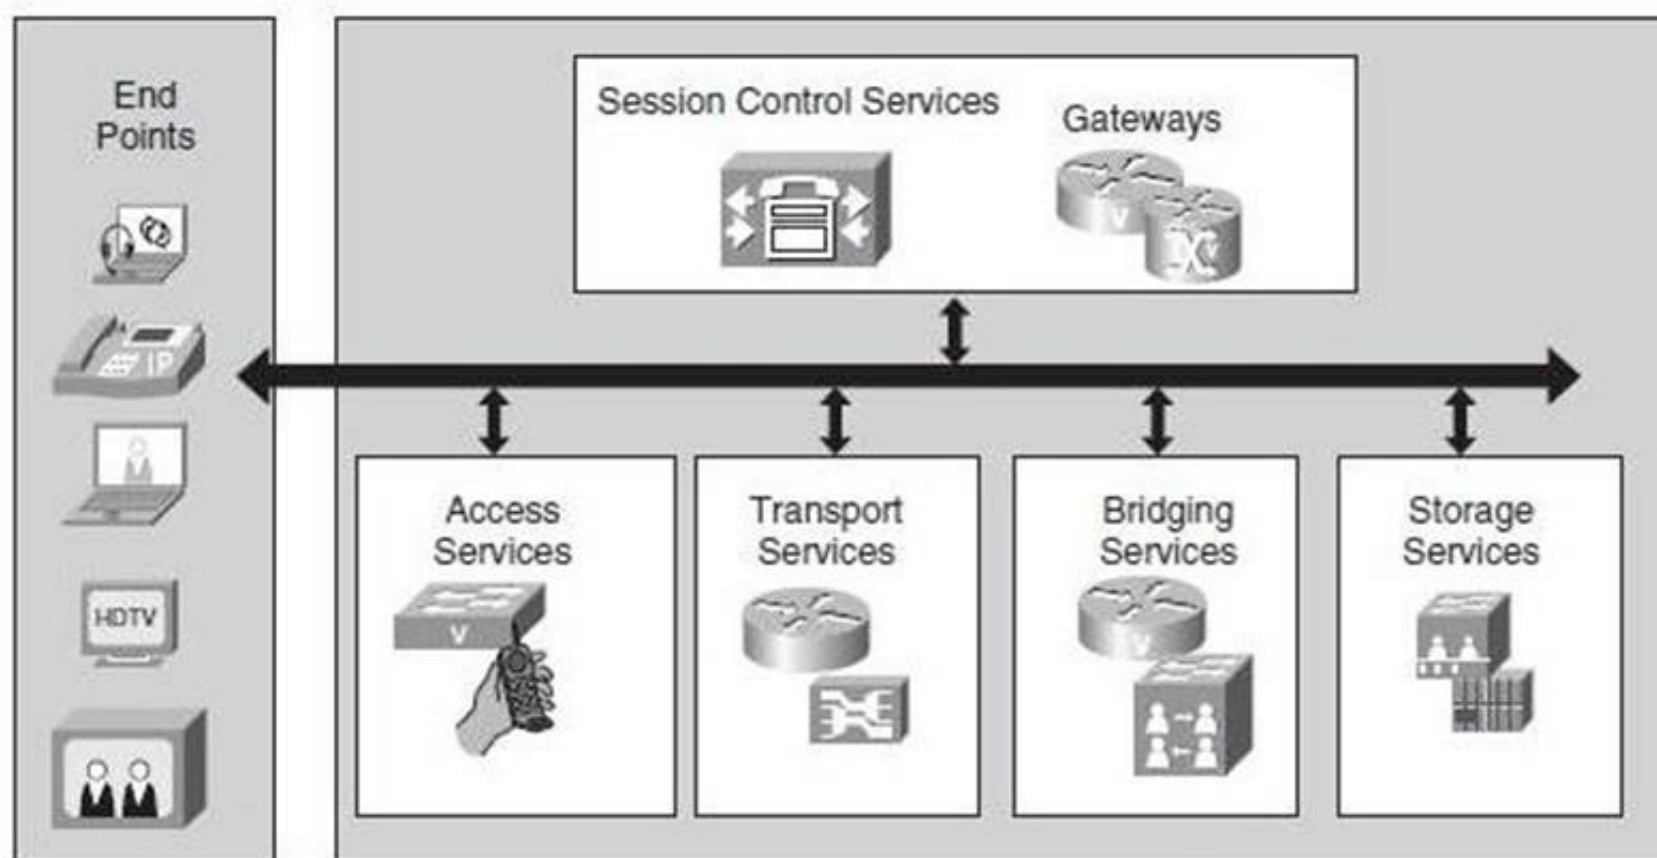 End
Points
IP
HDTV
Session Control Services
Gateways
V
Access
Services
V
Transport
Services
Bridging
Services
V
Storage
Services